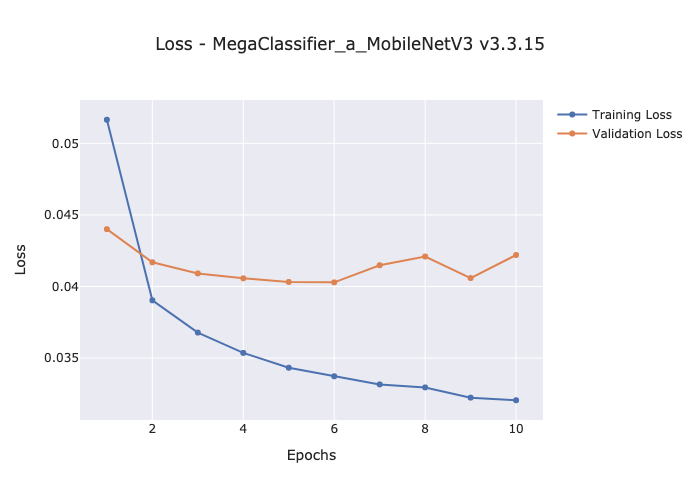 Loss - MegaClassifier_a_MobileNetV3 v3.3.15
Training Loss
Validation Loss
0.05
0.045
0.04
0.035
Loss
2
4
6
8
10
Epochs